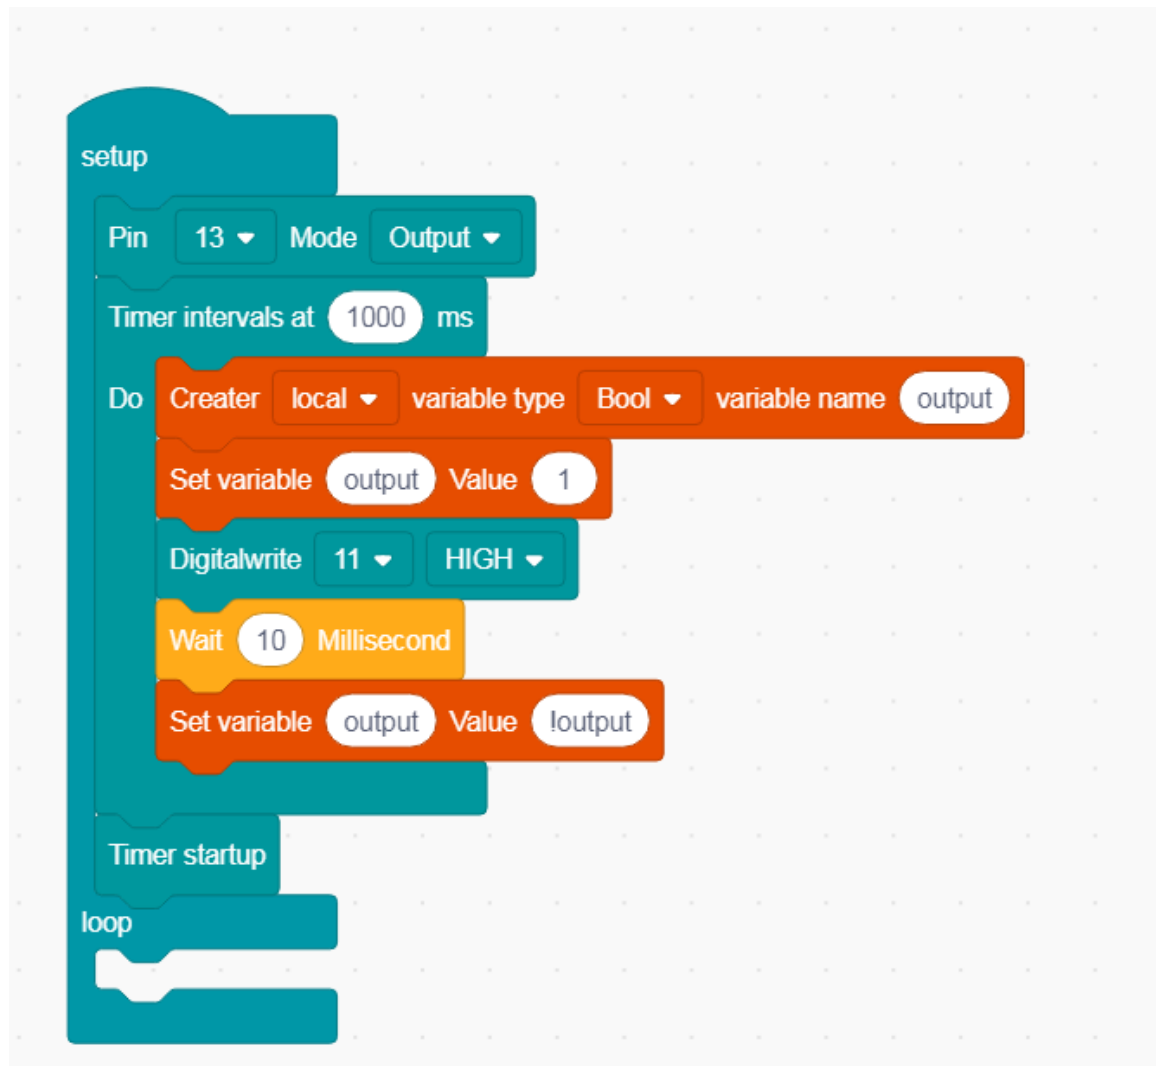 setup
Pin 13 Mode Output
Timer intervals at 1000 ms
Do Creater local variable type Bool variable name output
Set variable output Value 1
Digitalwrite 11 HIGH
Wait 10 Millisecond
Set variable output Value !output
Timer startup
loop